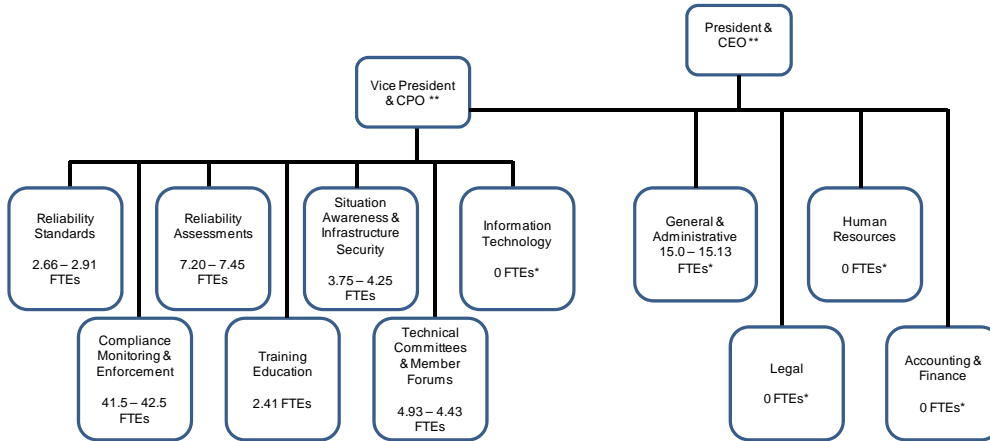 President &
CEO **
Vice President
& CPO **
Reliability
Standards
2.66 – 2.91
FTEs
Reliability
Assessments
7.20 – 7.45
FTEs
Situation
Awareness &
Infrastructure
Security
3.75 – 4.25
FTEs
Information
Technology
0 FTEs*
General &
Administrative
15.0 – 15.13
FTEs*
Human
Resources
0 FTEs*
Compliance
Monitoring &
Enforcement
41.5 – 42.5
FTEs
Training
Education
2.41 FTEs
Technical
Committees
& Member
Forums
4.93 – 4.43
FTEs
Legal
0 FTEs*
Accounting &
Finance
0 FTEs*